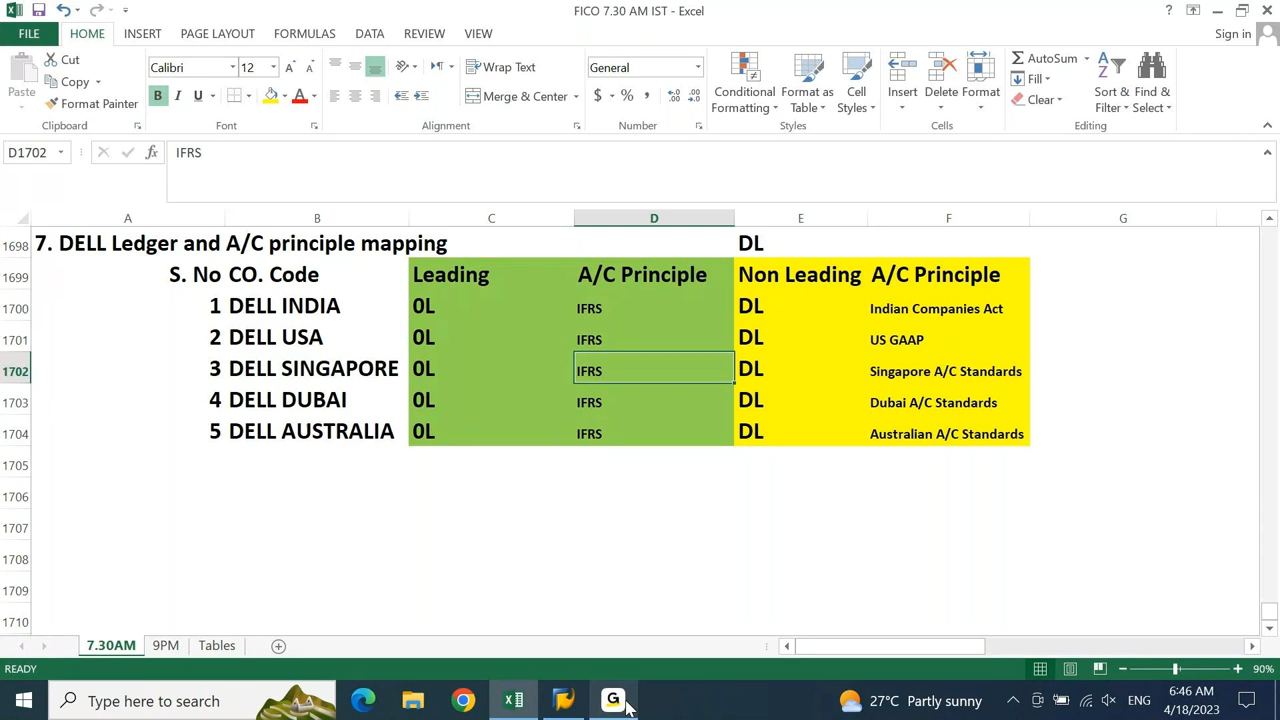 FICO 7.30 AM IST - Excel
? Sign in
FILE HOME INSERT PAGE LAYOUT FORMULAS DATA REVIEW VIEW
Paste Cut Copy Format Painter
Calibri 12
B I U
Wrap Text
Merge & Center
General
$ % ,
Conditional Formatting Format as Table Cell Styles
Insert Delete Format
AutoSum Fill Clear
Sort & Filter Find & Select
Clipboard Font Alignment Number Styles Cells Editing
D1702 fx IFRS
A B C D E F G
1698 7. DELL Ledger and A/C principle mapping DL
1699 S. No CO. Code Leading A/C Principle Non Leading A/C Principle
1700 1 DELL INDIA 0L IFRS DL Indian Companies Act
1701 2 DELL USA 0L IFRS DL US GAAP
1702 3 DELL SINGAPORE 0L IFRS DL Singapore A/C Standards
1703 4 DELL DUBAI 0L IFRS DL Dubai A/C Standards
1704 5 DELL AUSTRALIA 0L IFRS DL Australian A/C Standards
1705
1706
1707
1708
1709
1710
7.30AM 9PM Tables
READY 90%
Type here to search 27°C Partly sunny ENG 6:46 AM
4/18/2023